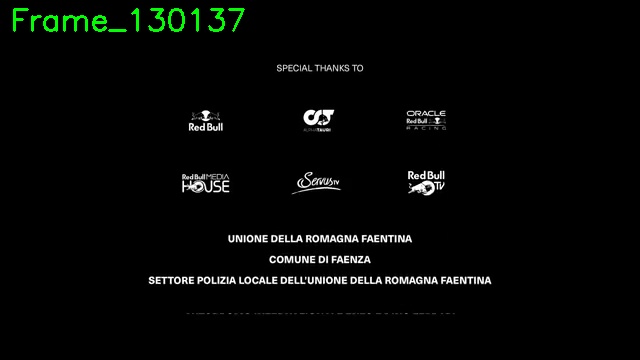 Frame_130137
SPECIAL THANKS TO
Red Bull
ALPHATAURI
ORACLE
Red Bull
RACING
Red Bull MEDIA
HOUSE
ServusTV
Red Bull
TV
UNIONE DELLA ROMAGNA FAENTINA
COMUNE DI FAENZA
SETTORE POLIZIA LOCALE DELL'UNIONE DELLA ROMAGNA FAENTINA